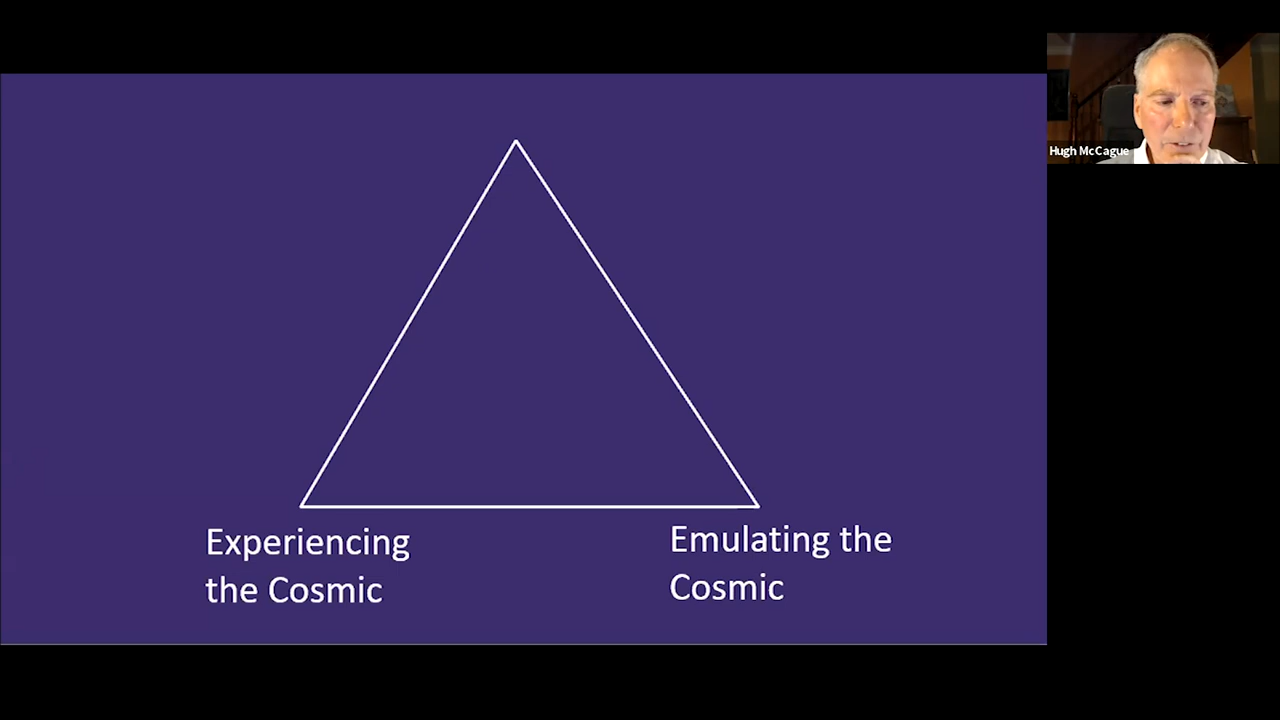 Hugh McCague
Experiencing
the Cosmic
Emulating the
Cosmic